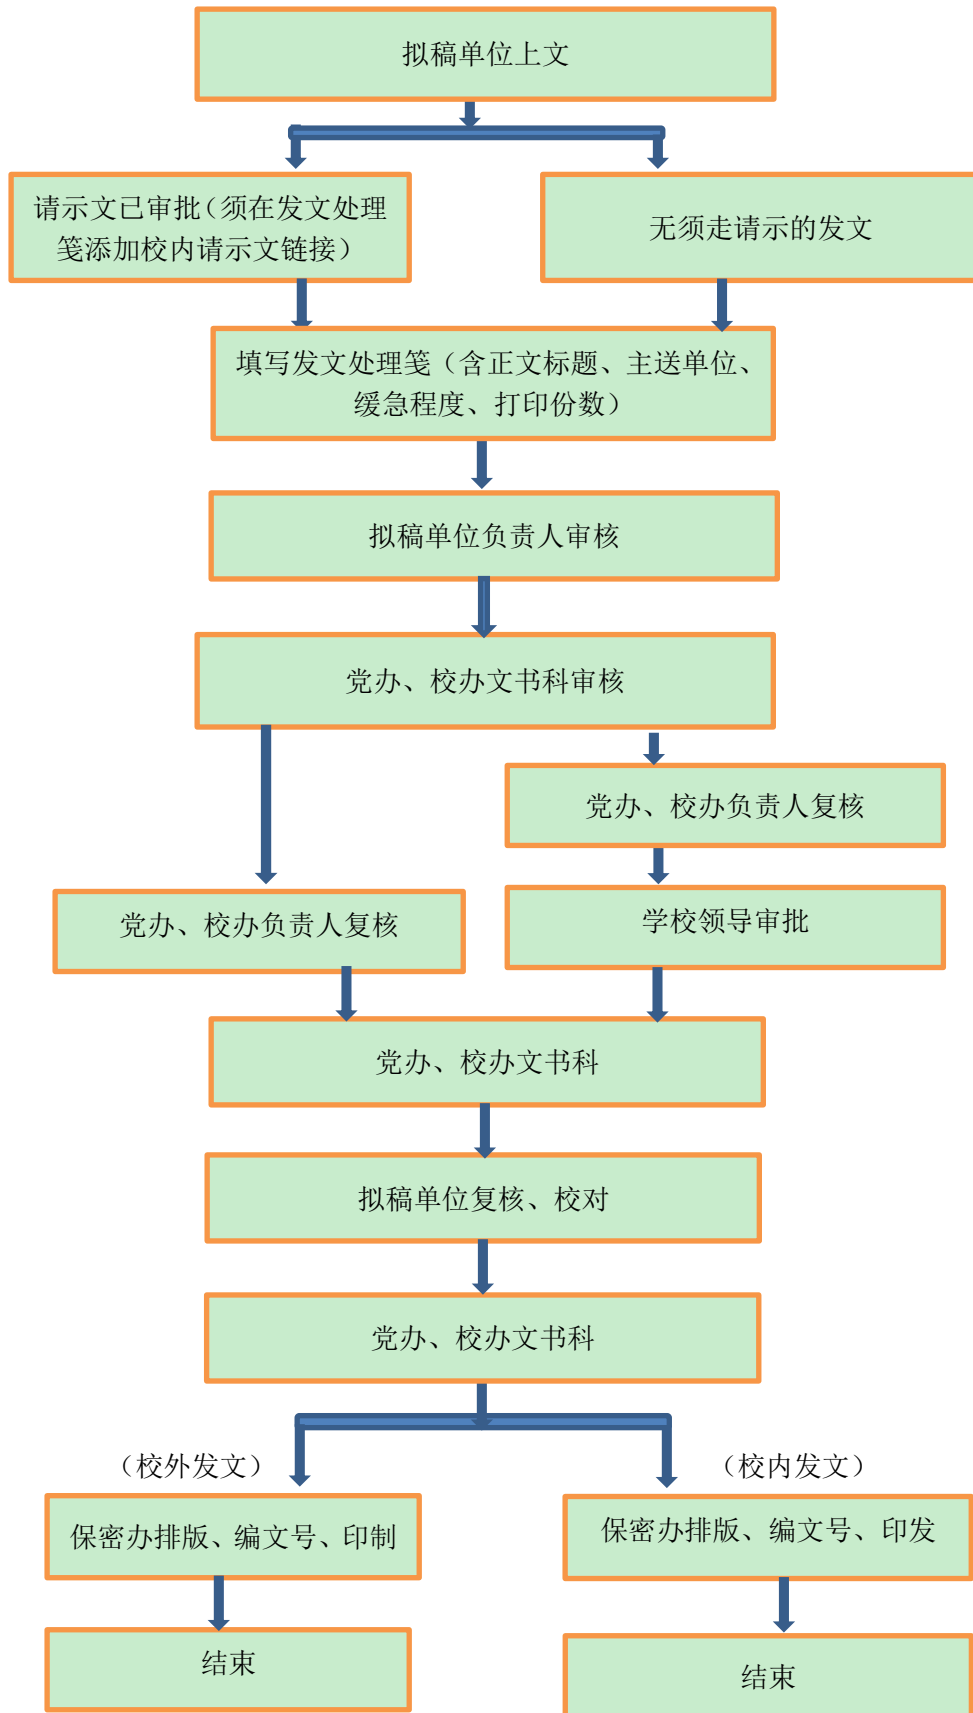 拟稿单位上文
请示文已审批（须在发文处理
笺添加校内请示文链接）
无须走请示的发文
填写发文处理笺（含正文标题、主送单位、
缓急程度、打印份数）
拟稿单位负责人审核
党办、校办文书科审核
党办、校办负责人复核
党办、校办负责人复核
学校领导审批
党办、校办文书科
拟稿单位复核、校对
党办、校办文书科
（校外发文）
（校内发文）
保密办排版、编文号、印制
保密办排版、编文号、印发
结束
结束